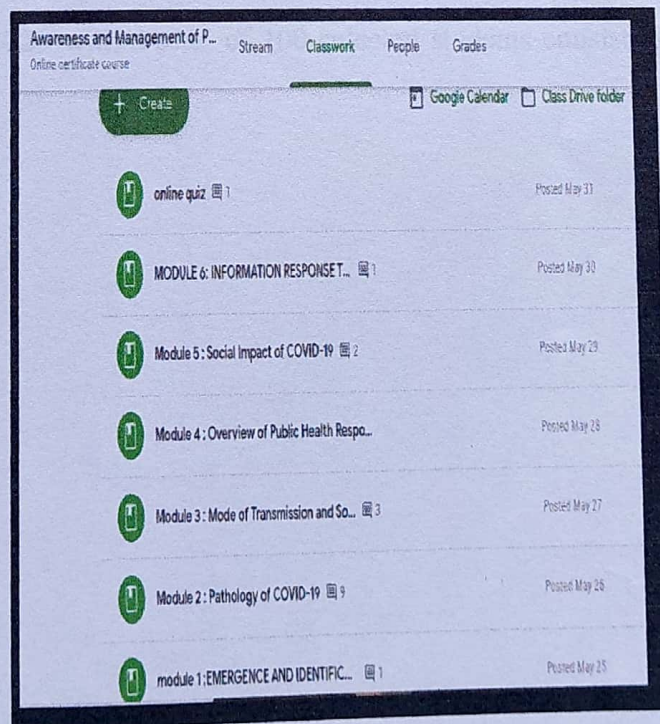 Awareness and Management of P...
Online certificate course
Stream
Classwork
People
Grades
+ Create
Google Calendar
Class Drive folder
online quiz 1
Posted May 31
MODULE 6: INFORMATION RESPONSE T... 1
Posted May 30
Module 5 : Social Impact of COVID-19 2
Posted May 29
Module 4 : Overview of Public Health Respo...
Posted May 28
Module 3 : Mode of Transmission and So... 3
Posted May 27
Module 2 : Pathology of COVID-19 9
Posted May 26
module 1 :EMERGENCE AND IDENTIFIC... 1
Posted May 25